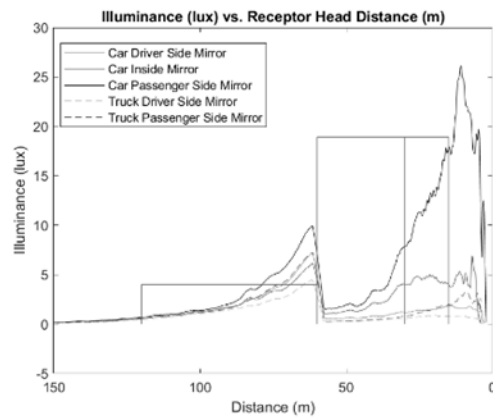 Illuminance (lux) vs. Receptor Head Distance (m)
Car Driver Side Mirror
Car Inside Mirror
Car Passenger Side Mirror
Truck Driver Side Mirror
Truck Passenger Side Mirror
Illuminance (lux)
30
25
20
15
10
5
0
-5
150
100
50
0
Distance (m)